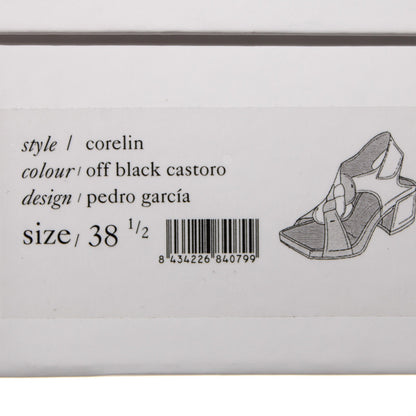 style / corelin
colour / off black castoro
design / pedro garcía
size / 38 1/2
8 434226 840799